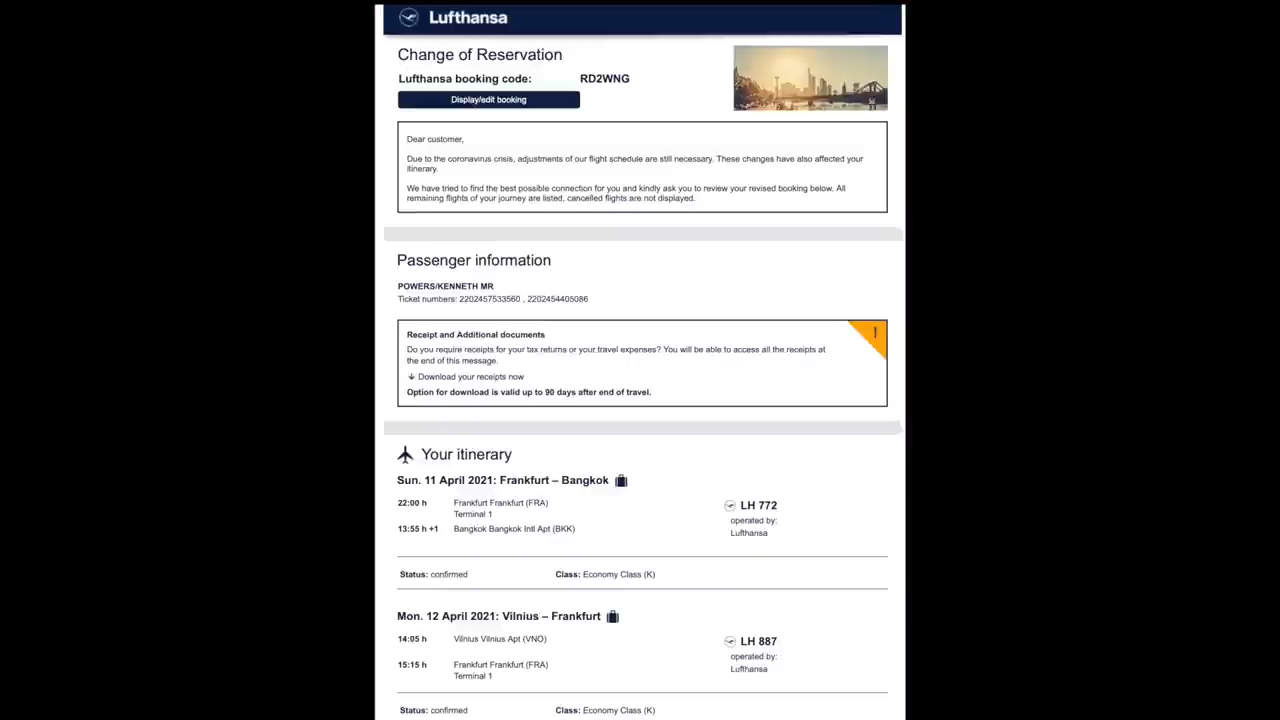 Lufthansa
Change of Reservation
Lufthansa booking code: RD2WNG
Display/edit booking
Dear customer,
Due to the coronavirus crisis, adjustments of our flight schedule are still necessary. These changes have also affected your
itinerary.
We have tried to find the best possible connection for you and kindly ask you to review your revised booking below. All
remaining flights of your journey are listed, cancelled flights are not displayed.
Passenger information
POWERS/KENNETH MR
Ticket numbers: 2202457533560 , 2202454405086
Receipt and Additional documents
!
Do you require receipts for your tax returns or your travel expenses? You will be able to access all the receipts at
the end of this message.
Download your receipts now
Option for download is valid up to 90 days after end of travel.
Your itinerary
Sun. 11 April 2021: Frankfurt – Bangkok
22:00 h Frankfurt Frankfurt (FRA) LH 772
Terminal 1 operated by:
13:55 h +1 Bangkok Bangkok Intl Apt (BKK) Lufthansa
Status: confirmed Class: Economy Class (K)
Mon. 12 April 2021: Vilnius – Frankfurt
14:05 h Vilnius Vilnius Apt (VNO) LH 887
operated by:
15:15 h Frankfurt Frankfurt (FRA) Lufthansa
Terminal 1
Status: confirmed Class: Economy Class (K)